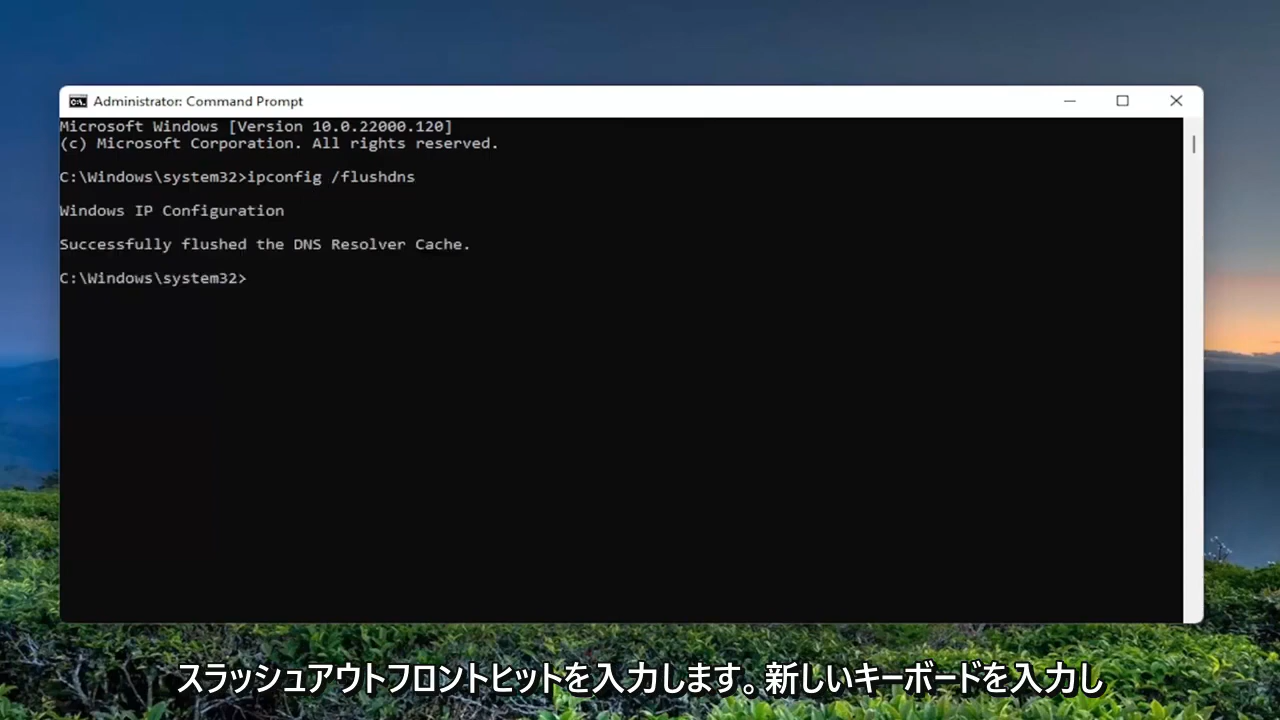 Administrator: Command Prompt
Microsoft Windows [Version 10.0.22000.120]
(c) Microsoft Corporation. All rights reserved.
C:\Windows\system32>ipconfig /flushdns
Windows IP Configuration
Successfully flushed the DNS Resolver Cache.
C:\Windows\system32>
スラッシュアウトフロントヒットを入力します。新しいキーボードを入力し